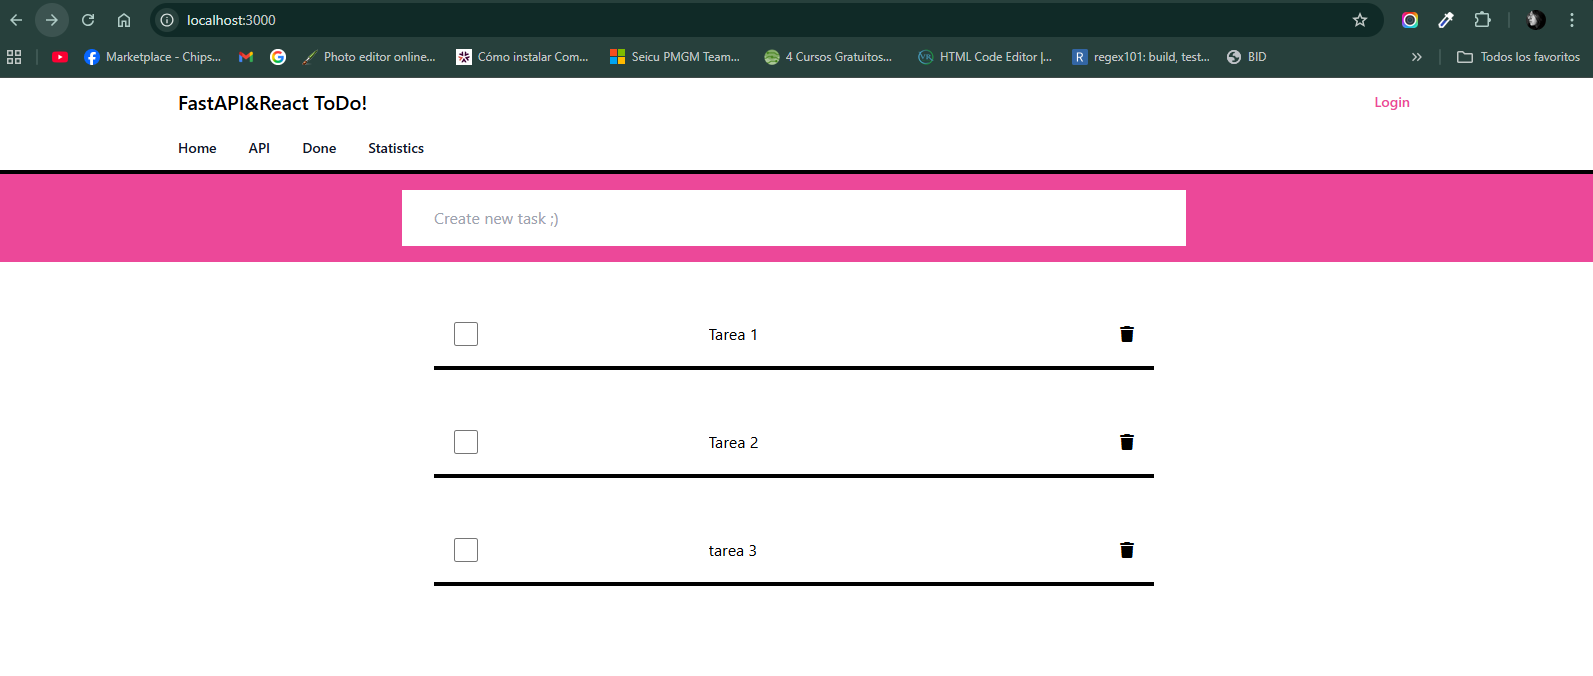 localhost:3000
Marketplace - Chips... Photo editor online... Cómo instalar Com... Seicu PMGM Team... 4 Cursos Gratuitos... VK HTML Code Editor |... R regex101: build, test... BID » Todos los favoritos
FastAPI&React ToDo! Login
Home API Done Statistics
Create new task ;)
Tarea 1
Tarea 2
tarea 3